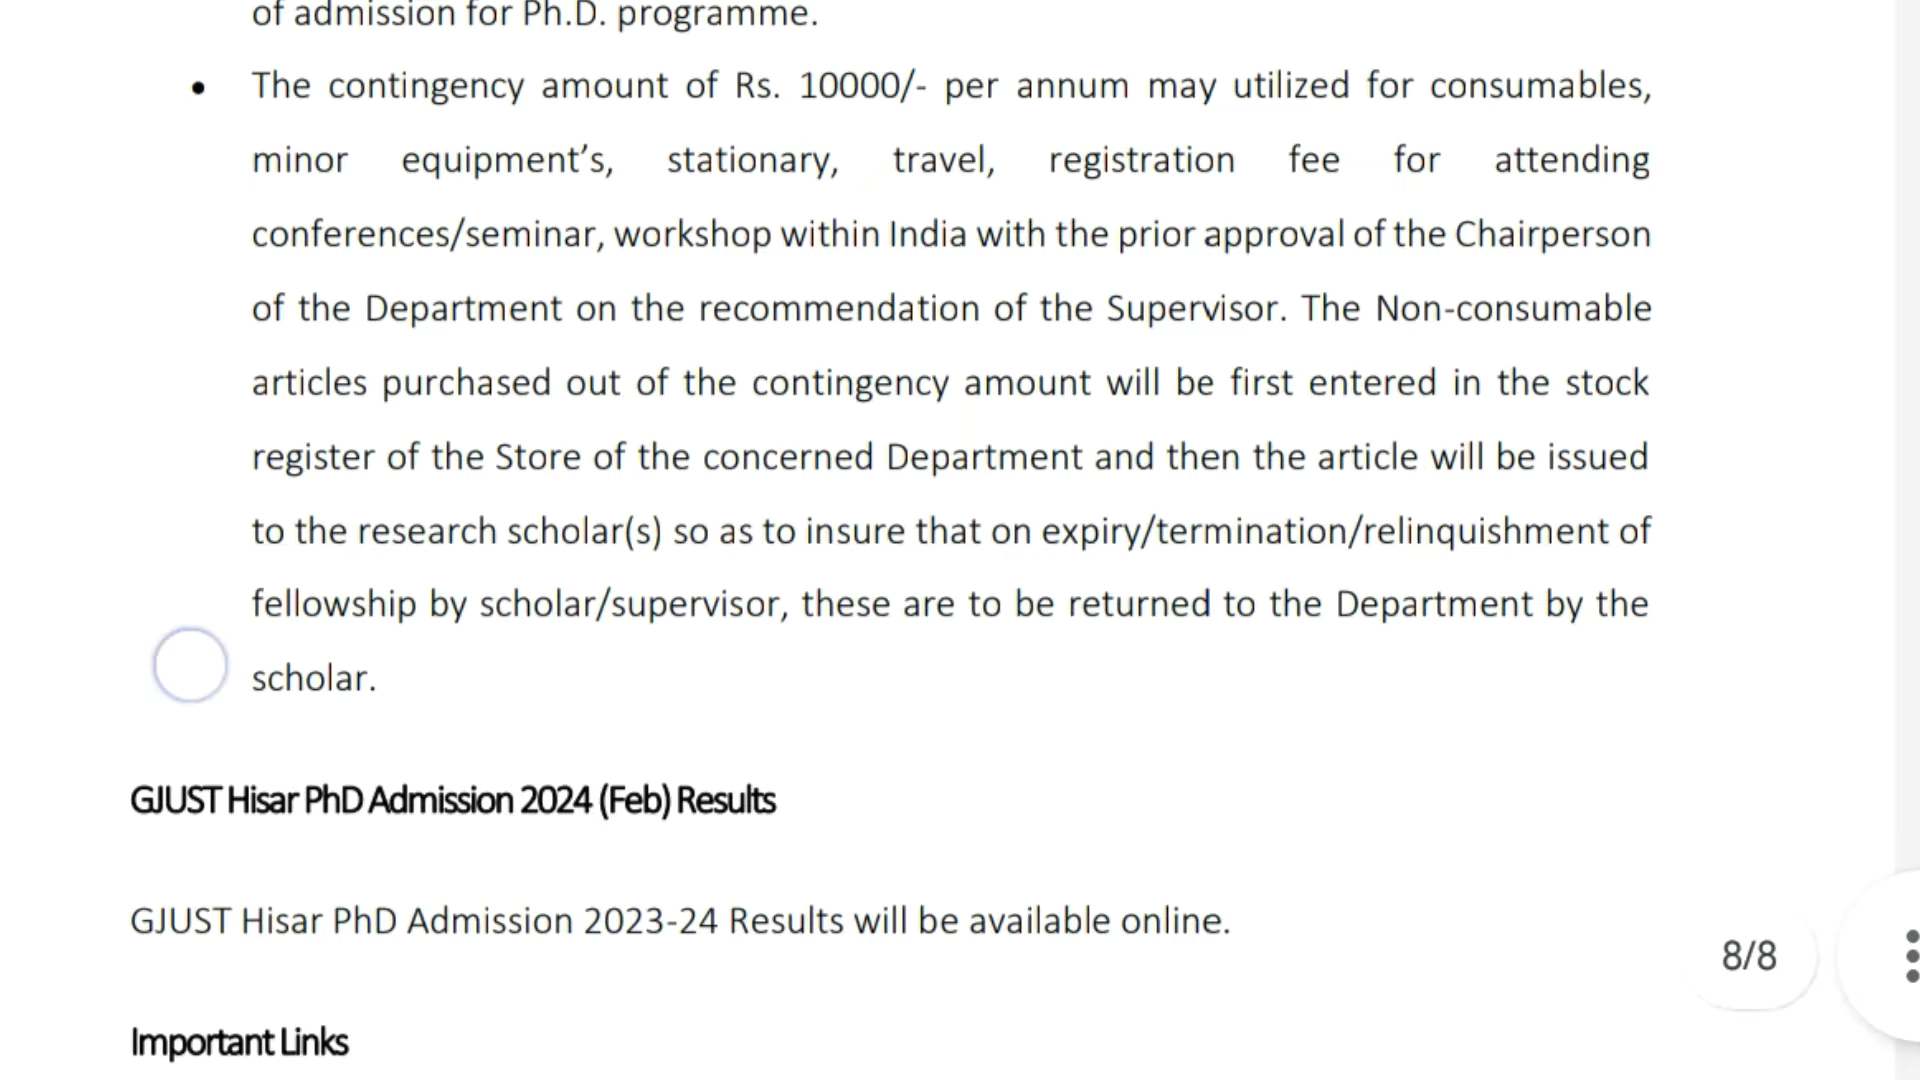 of admission for Ph.D. programme.
• The contingency amount of Rs. 10000/- per annum may utilized for consumables,
minor equipment’s, stationary, travel, registration fee for attending
conferences/seminar, workshop within India with the prior approval of the Chairperson
of the Department on the recommendation of the Supervisor. The Non-consumable
articles purchased out of the contingency amount will be first entered in the stock
register of the Store of the concerned Department and then the article will be issued
to the research scholar(s) so as to insure that on expiry/termination/relinquishment of
fellowship by scholar/supervisor, these are to be returned to the Department by the
scholar.
GJUST Hisar PhD Admission 2024 (Feb) Results
GJUST Hisar PhD Admission 2023-24 Results will be available online.
8/8
Important Links